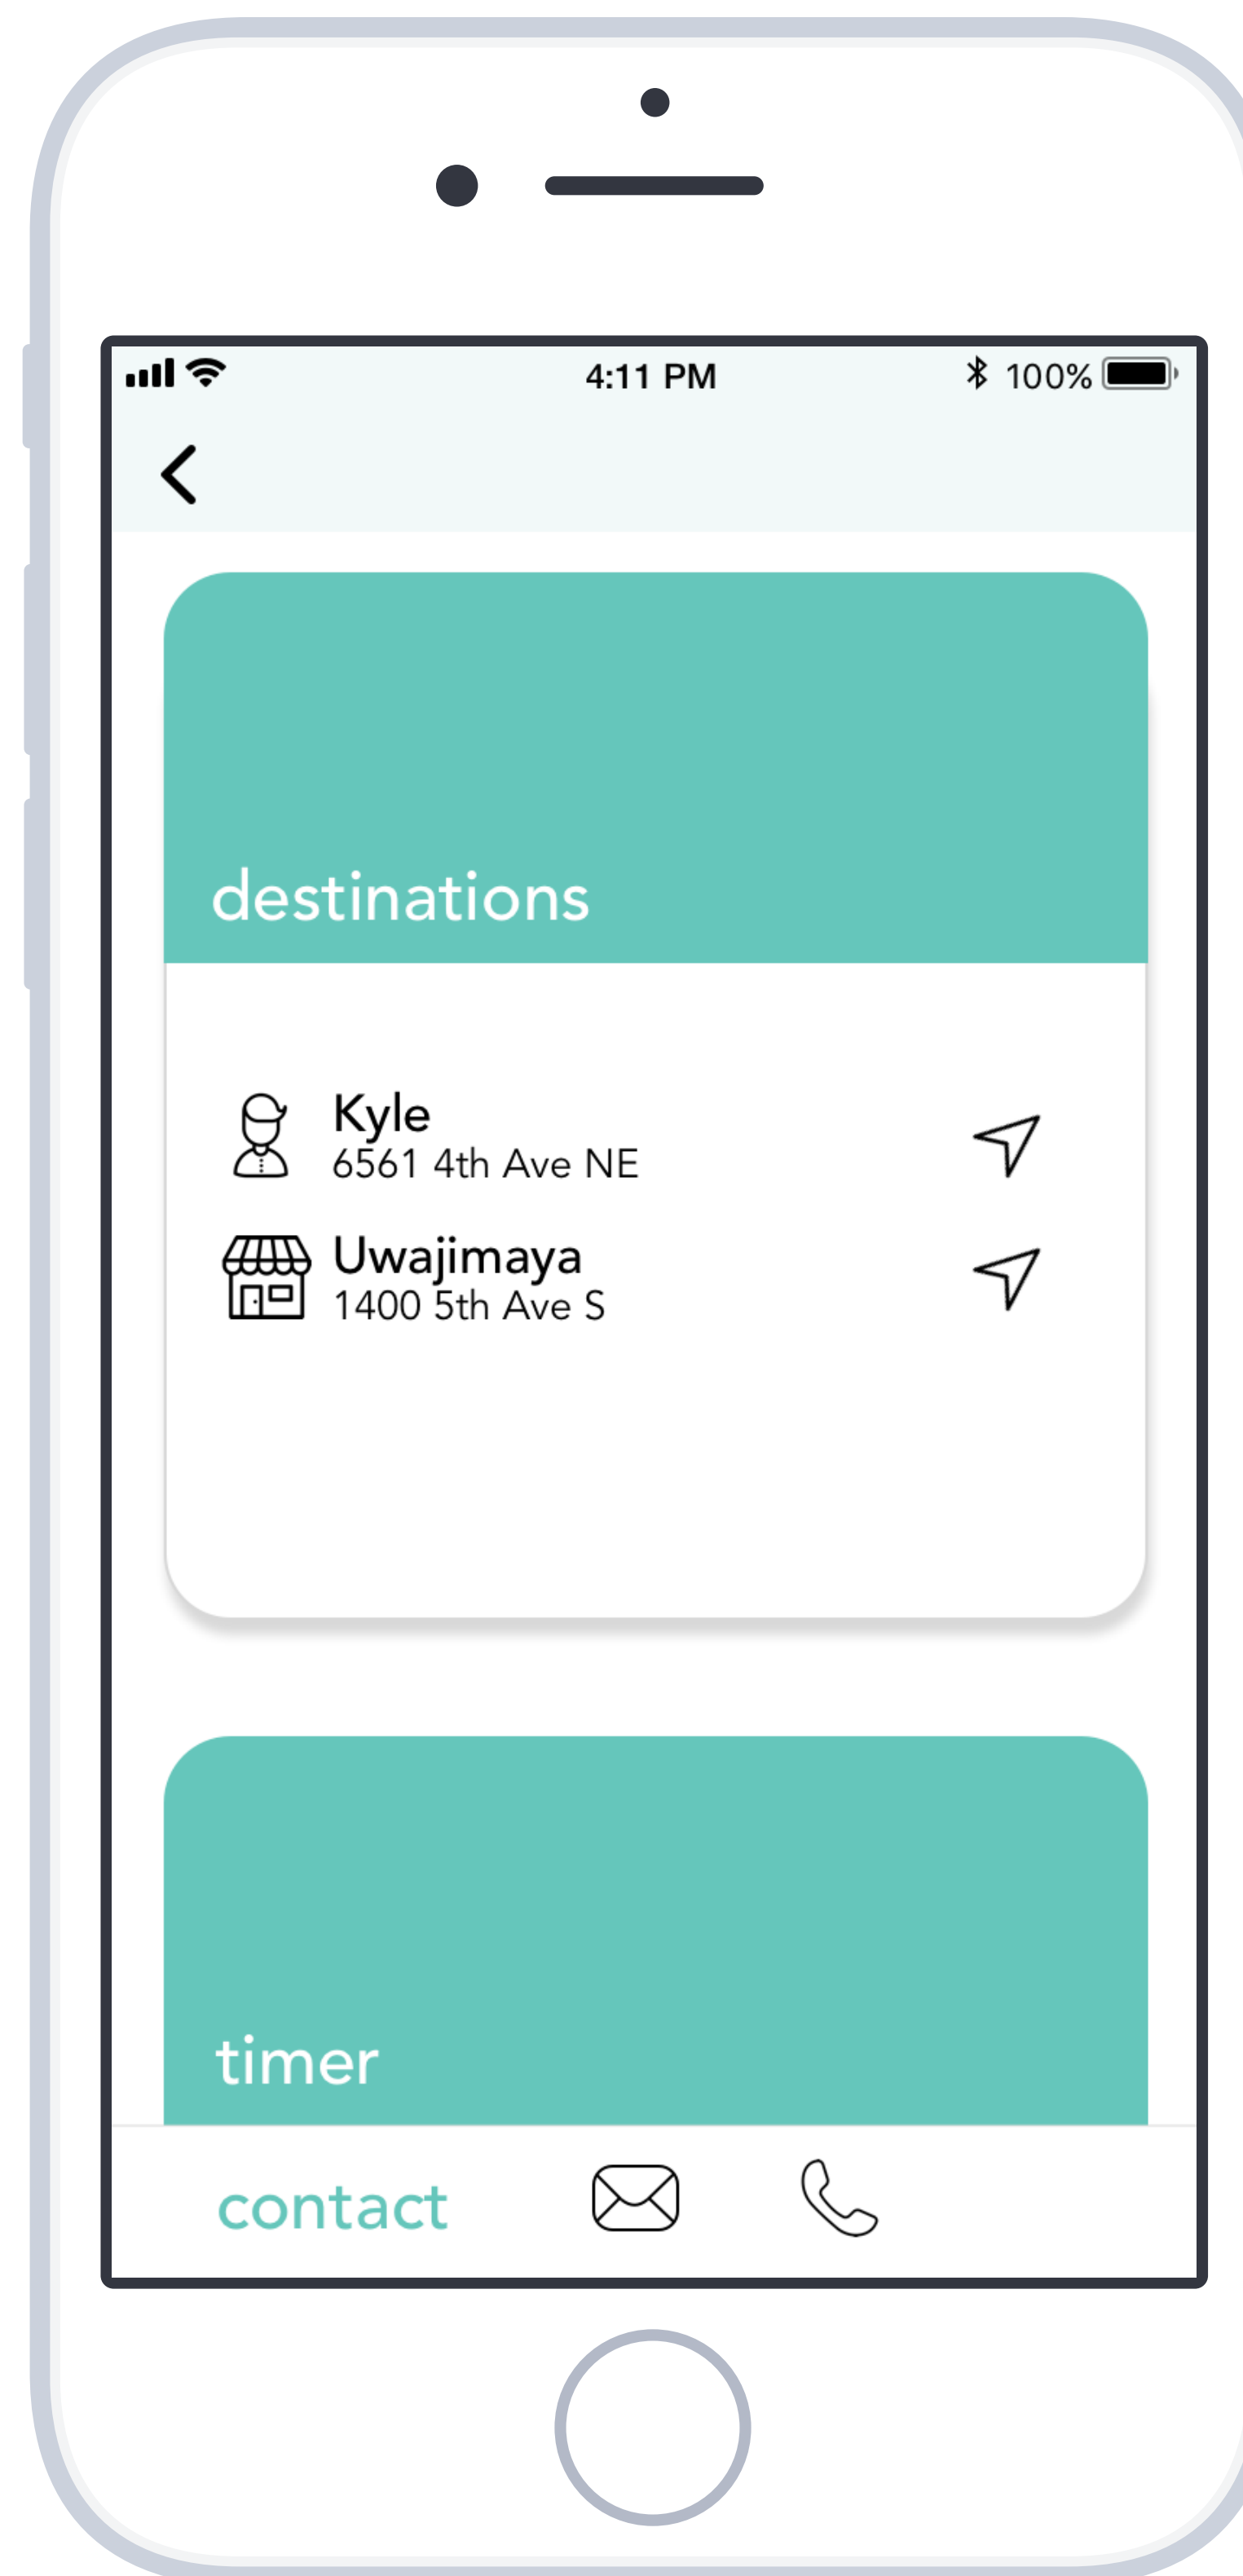 4:11 PM
100%
destinations
Kyle
6561 4th Ave NE
Uwajimaya
1400 5th Ave S
timer
contact